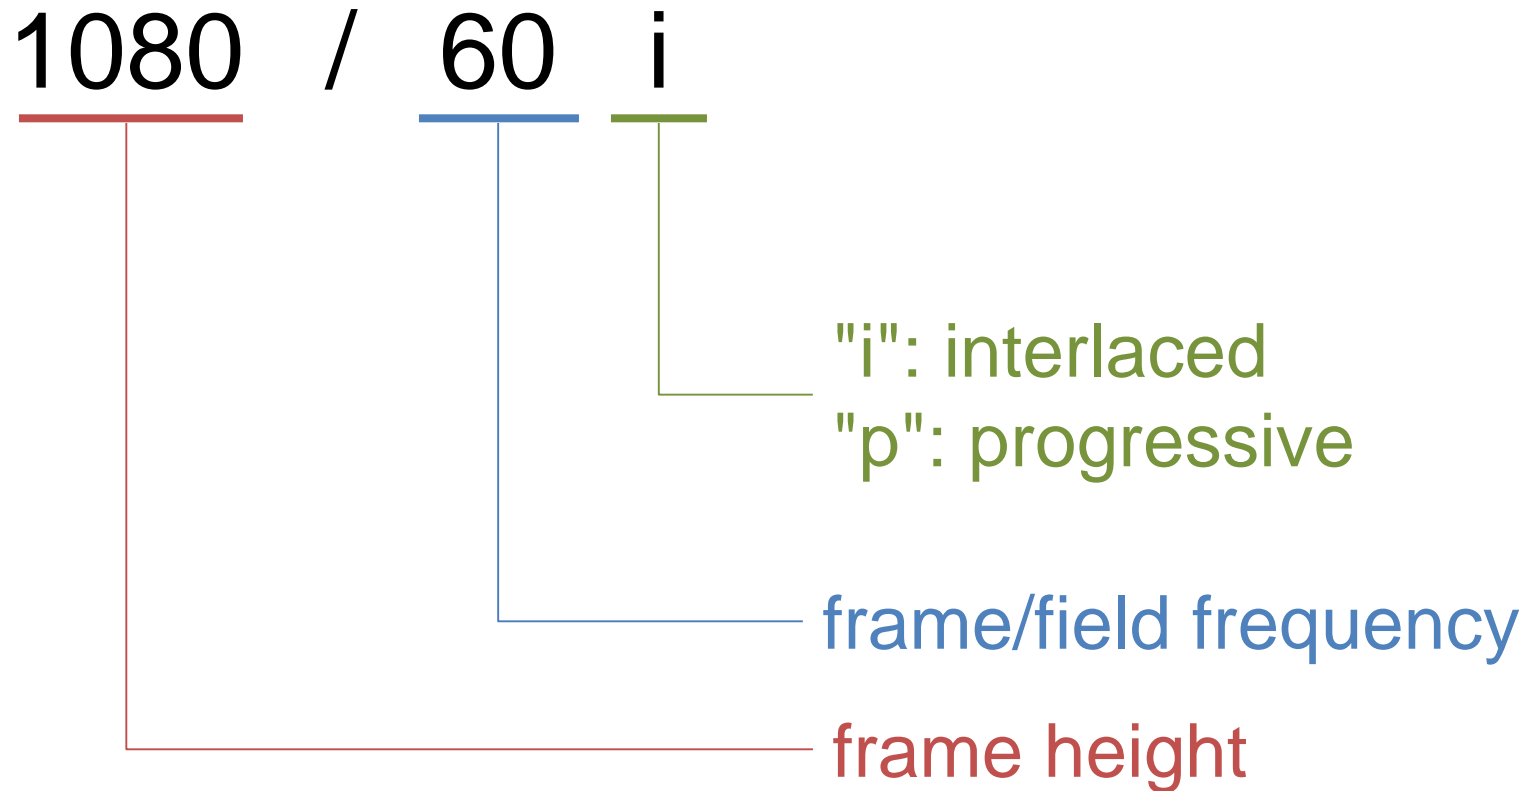 1080 / 60 i
"i": interlaced
"p": progressive
frame/field frequency
frame height